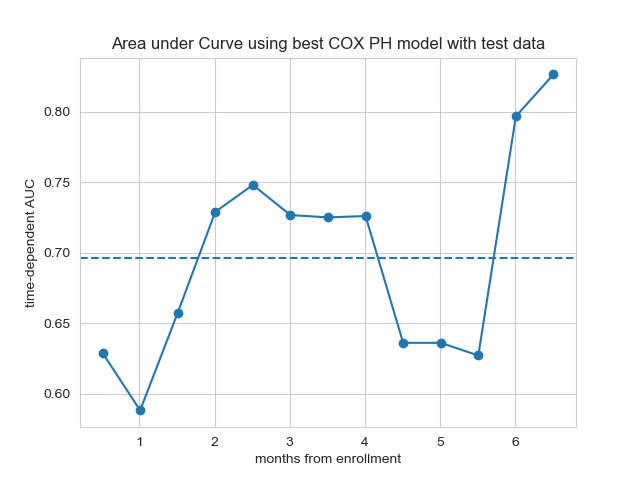 Area under Curve using best COX PH model with test data
time-dependent AUC
0.80
0.75
0.70
0.65
0.60
1 2 3 4 5 6
months from enrollment